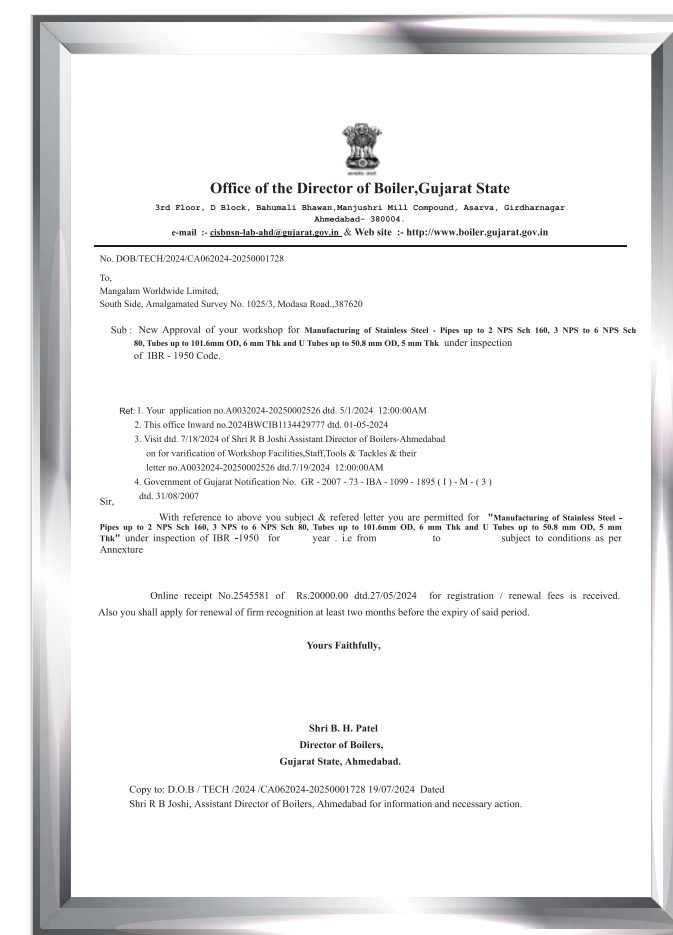 Office of the Director of Boiler,Gujarat State
3rd Floor, D Block, Bahumali Bhawan,Manjushri Mill Compound, Asarva, Girdharnagar
Ahmedabad- 380004.
e-mail :- cisbnsn-lab-ahd@gujarat.gov.in & Web site :- http://www.boiler.gujarat.gov.in
No. DOB/TECH/2024/CA062024-20250001728
To,
Mangalam Worldwide Limited,
South Side, Amalgamated Survey No. 1025/3, Modasa Road.,387620
Sub : New Approval of your workshop for Manufacturing of Stainless Steel - Pipes up to 2 NPS Sch 160, 3 NPS to 6 NPS Sch
80, Tubes up to 101.6mm OD, 6 mm Thk and U Tubes up to 50.8 mm OD, 5 mm Thk under inspection
of IBR - 1950 Code.
Ref: 1. Your application no.A0032024-20250002526 dtd. 5/1/2024 12:00:00AM
2. This office Inward no.2024BWCIB1134429777 dtd. 01-05-2024
3. Visit dtd. 7/18/2024 of Shri R B Joshi Assistant Director of Boilers-Ahmedabad
on for varification of Workshop Facilities,Staff,Tools & Tackles & their
letter no.A0032024-20250002526 dtd.7/19/2024 12:00:00AM
4. Government of Gujarat Notification No. GR - 2007 - 73 - IBA - 1099 - 1895 ( I ) - M - ( 3 )
dtd. 31/08/2007
Sir,
With reference to above you subject & refered letter you are permitted for "Manufacturing of Stainless Steel -
Pipes up to 2 NPS Sch 160, 3 NPS to 6 NPS Sch 80, Tubes up to 101.6mm OD, 6 mm Thk and U Tubes up to 50.8 mm OD, 5 mm
Thk" under inspection of IBR -1950 for year . i.e from to subject to conditions as per
Annexture
Online receipt No.2545581 of Rs.20000.00 dtd.27/05/2024 for registration / renewal fees is received.
Also you shall apply for renewal of firm recognition at least two months before the expiry of said period.
Yours Faithfully,
Shri B. H. Patel
Director of Boilers,
Gujarat State, Ahmedabad.
Copy to: D.O.B / TECH /2024 /CA062024-20250001728 19/07/2024 Dated
Shri R B Joshi, Assistant Director of Boilers, Ahmedabad for information and necessary action.